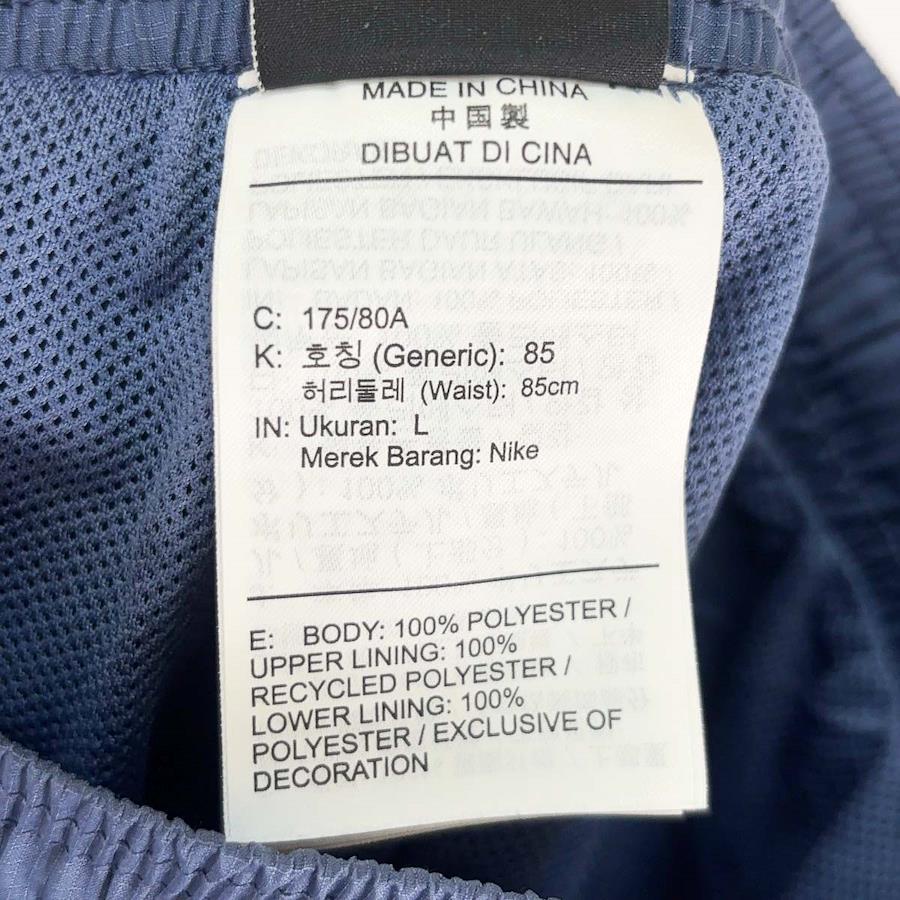 MADE IN CHINA
中国製
DIBUAT DI CINA
C: 175/80A
K: 호칭 (Generic): 85
허리둘레 (Waist): 85cm
IN: Ukuran: L
Merek Barang: Nike
E: BODY: 100% POLYESTER /
UPPER LINING: 100%
RECYCLED POLYESTER /
LOWER LINING: 100%
POLYESTER / EXCLUSIVE OF
DECORATION